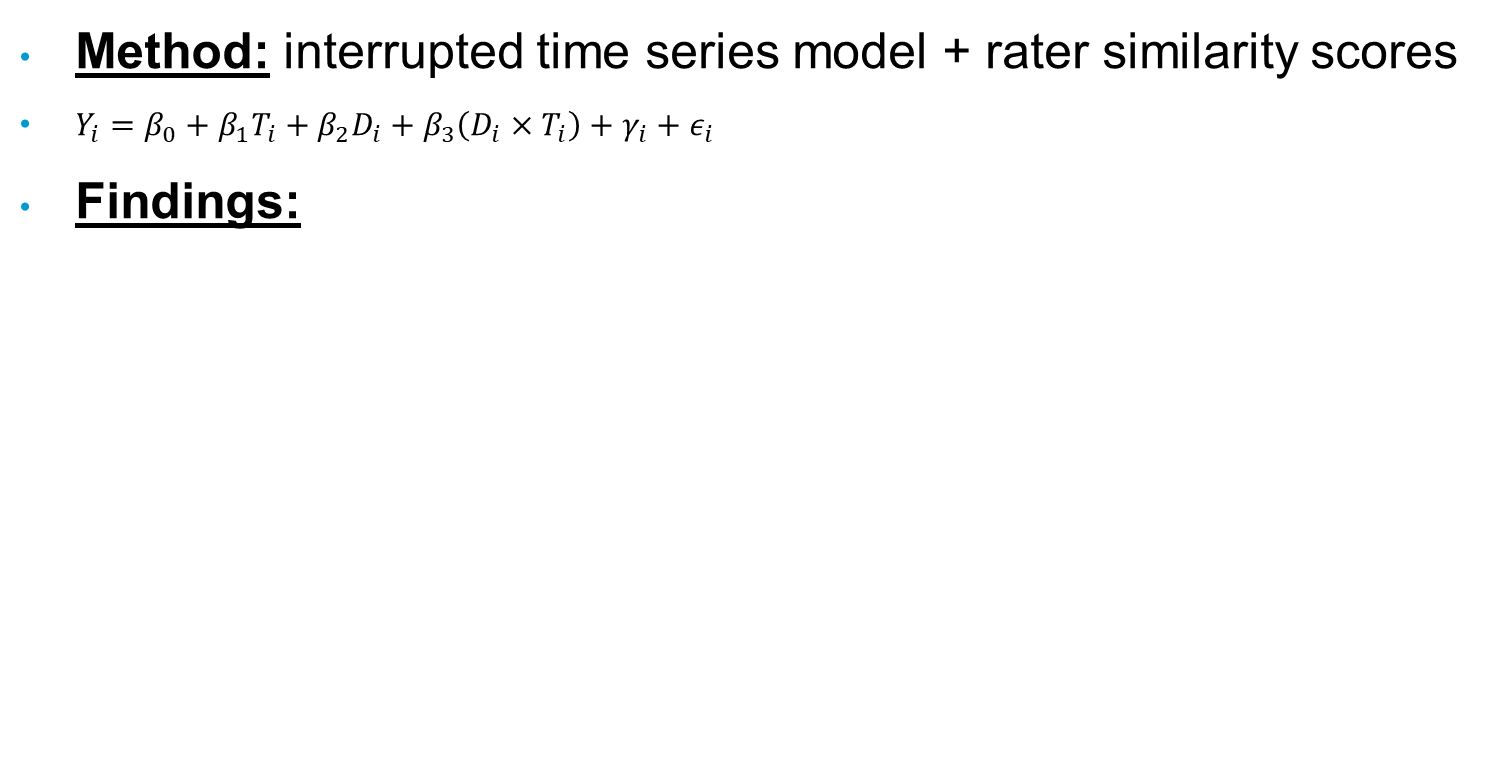 • Method: interrupted time series model + rater similarity scores
• Yᵢ = β₀ + β₁Tᵢ + β₂Dᵢ + β₃(Dᵢ × Tᵢ) + γᵢ + ϵᵢ
• Findings: